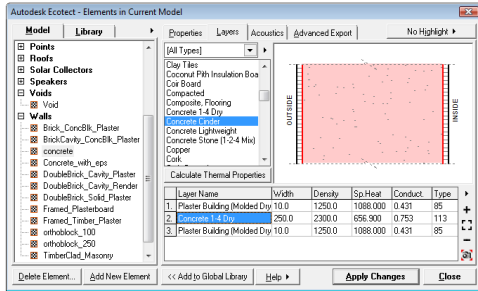 Autodesk Ecotect - Elements in Current Model
Model
Library
Properties
Layers
Acoustics
Advanced Export
No Highlight
Points
Roofs
Solar Collectors
Speakers
Voids
Void
Walls
Brick_ConcBlk_Plaster
BrickCavity_ConcBlk_Plaster
concrete
Concrete_with_eps
DoubleBrick_Cavity_Plaster
DoubleBrick_Cavity_Render
DoubleBrick_Solid_Plaster
Framed_Plasterboard
Framed_Timber_Plaster
orthoblock_100
orthoblock_250
TimberClad_Masonry
[All Types]
Clay Tiles
Coconut Pith Insulation Boa
Coir Board
Compacted
Composite, Flooring
Concrete 1-4 Dry
Concrete Cinder
Concrete Lightweight
Concrete Stone (1-2-4 Mix)
Copper
Cork
Calculate Thermal Properties
OUTSIDE
INSIDE
Layer Name Width Density Sp.Heat Conduct. Type
1. Plaster Building (Molded Dry 10.0 1250.0 1088.000 0.431 85
2. Concrete 1-4 Dry 250.0 2300.0 656.900 0.753 113
3. Plaster Building (Molded Dry 10.0 1250.0 1088.000 0.431 85
Delete Element...
Add New Element
<< Add to Global Library
Help
Apply Changes
Close